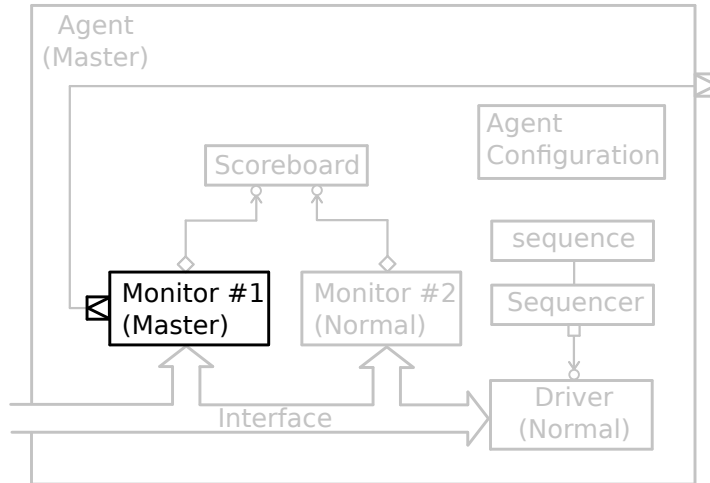 Agent
(Master)
Agent
Configuration
Scoreboard
sequence
Monitor #1
(Master)
Monitor #2
(Normal)
Sequencer
Driver
(Normal)
Interface